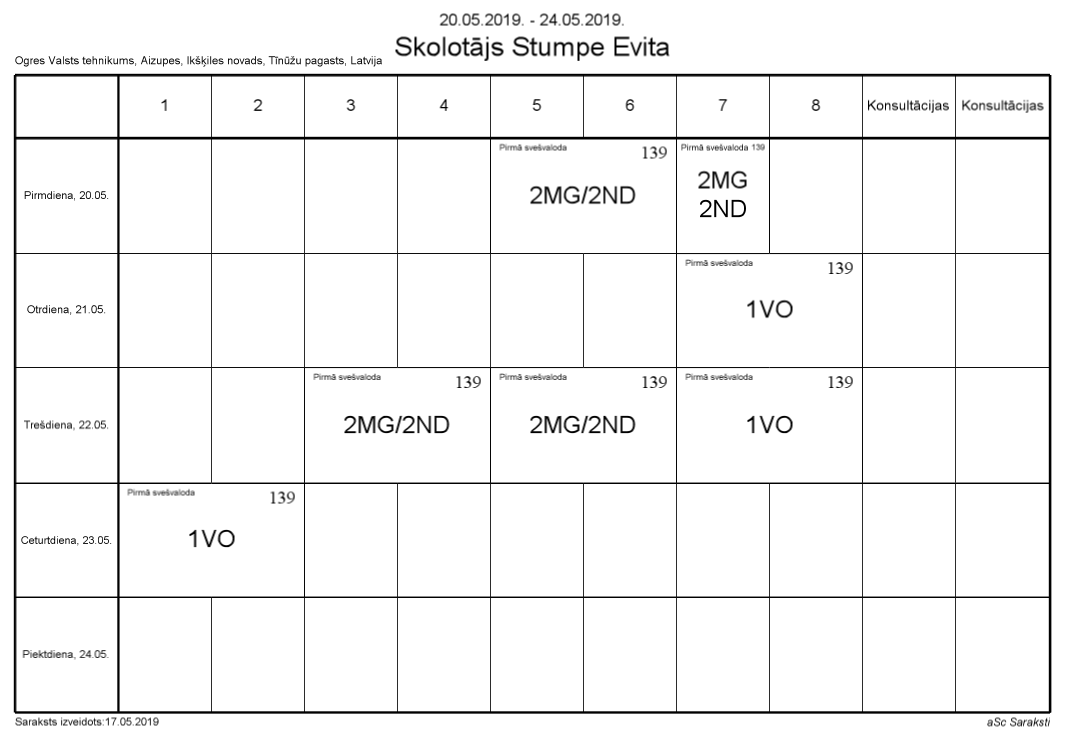 20.05.2019. - 24.05.2019.
Skolotājs Stumpe Evita
Ogres Valsts tehnikums, Aizupes, Ikšķiles novads, Tīnūžu pagasts, Latvija
1 2 3 4 5 6 7 8 Konsultācijas Konsultācijas
Pirmdiena, 20.05.
Pirmā svešvaloda 139
2MG/2ND
Pirmā svešvaloda 139
2MG
2ND
Otrdiena, 21.05.
Pirmā svešvaloda 139
1VO
Trešdiena, 22.05.
Pirmā svešvaloda 139
2MG/2ND
Pirmā svešvaloda 139
2MG/2ND
Pirmā svešvaloda 139
1VO
Ceturtdiena, 23.05.
Pirmā svešvaloda 139
1VO
Piektdiena, 24.05.
Saraksts izveidots:17.05.2019
aSc Saraksti